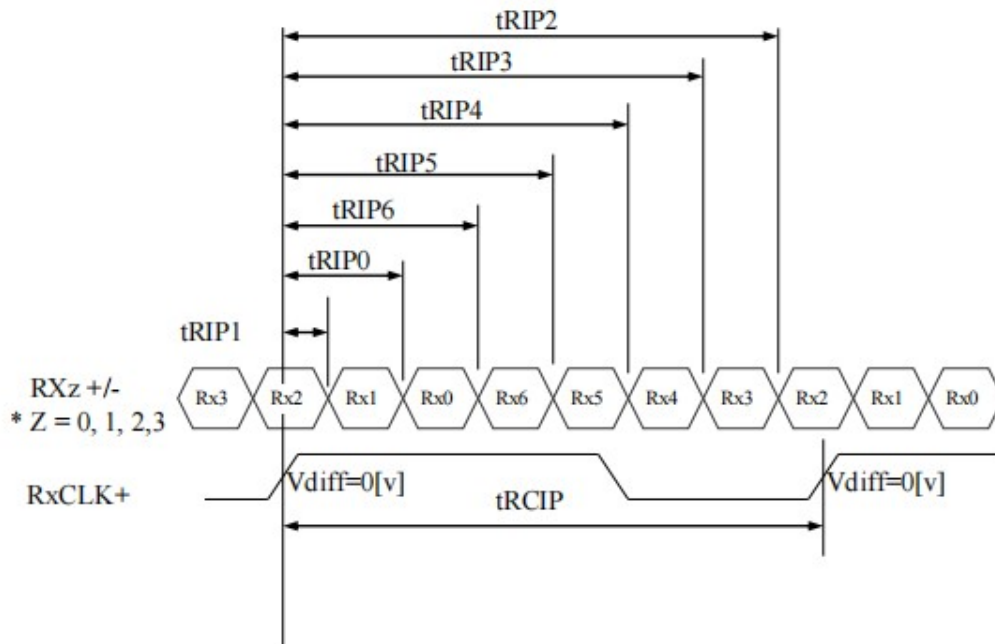 tRIP2
tRIP3
tRIP4
tRIP5
tRIP6
tRIP0
tRIP1
RXz +/-
* Z = 0, 1, 2,3
Rx3 Rx2 Rx1 Rx0 Rx6 Rx5 Rx4 Rx3 Rx2 Rx1 Rx0
RxCLK+
Vdiff=0[v] Vdiff=0[v]
tRCIP